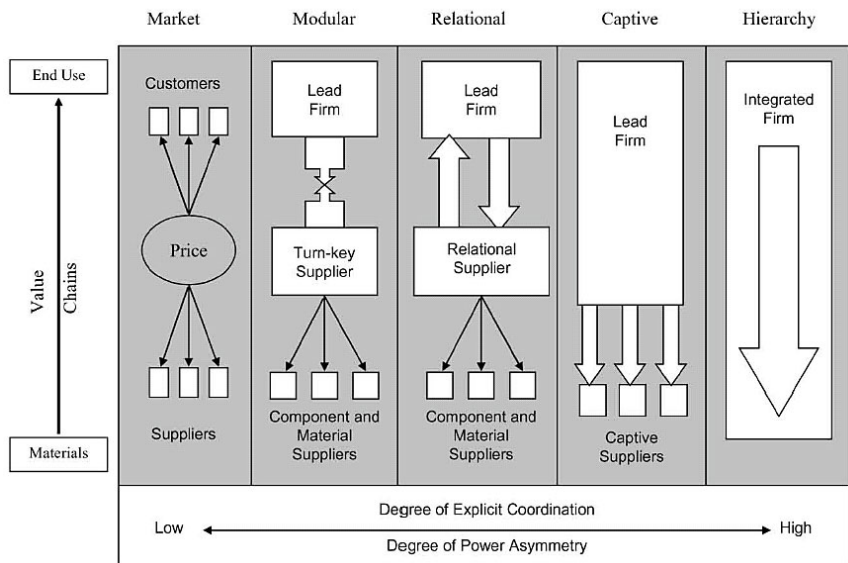 Market
Modular
Relational
Captive
Hierarchy
End Use
Value
Chains
Materials
Customers
Price
Suppliers
Lead
Firm
Turn-key
Supplier
Component and
Material
Suppliers
Lead
Firm
Relational
Supplier
Component and
Material
Suppliers
Lead
Firm
Captive
Suppliers
Integrated
Firm
Degree of Explicit Coordination
Low
High
Degree of Power Asymmetry